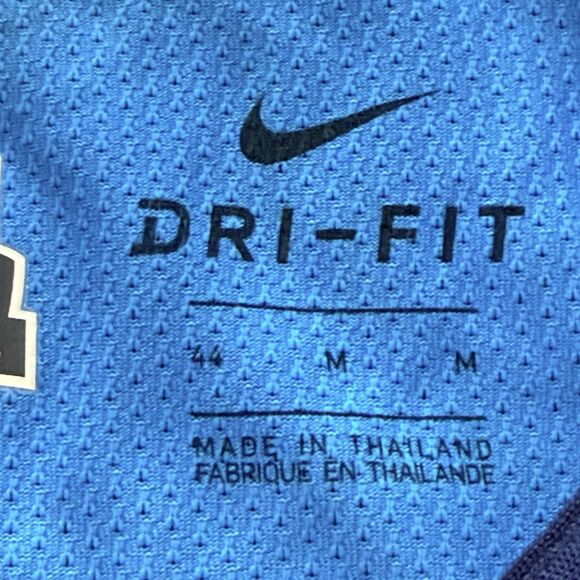 DRI-FIT
44 M M
MADE IN THAILAND
FABRIQUE EN THAILANDE